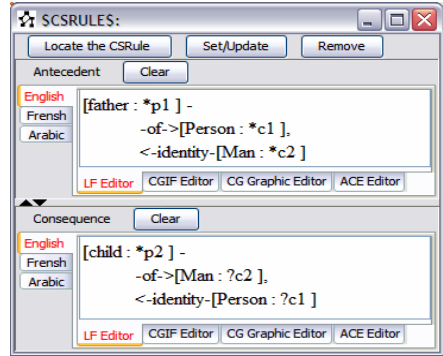 $CSRULE$:
Locate the CSRule Set/Update Remove
Antecedent Clear
English
Frensh
Arabic
[father : *p1 ] -
-of->[Person : *c1 ],
<-identity-[Man : *c2 ]
LF Editor CGIF Editor CG Graphic Editor ACE Editor
Consequence Clear
English
Frensh
Arabic
[child : *p2 ] -
-of->[Man : ?c2 ],
<-identity-[Person : ?c1 ]
LF Editor CGIF Editor CG Graphic Editor ACE Editor